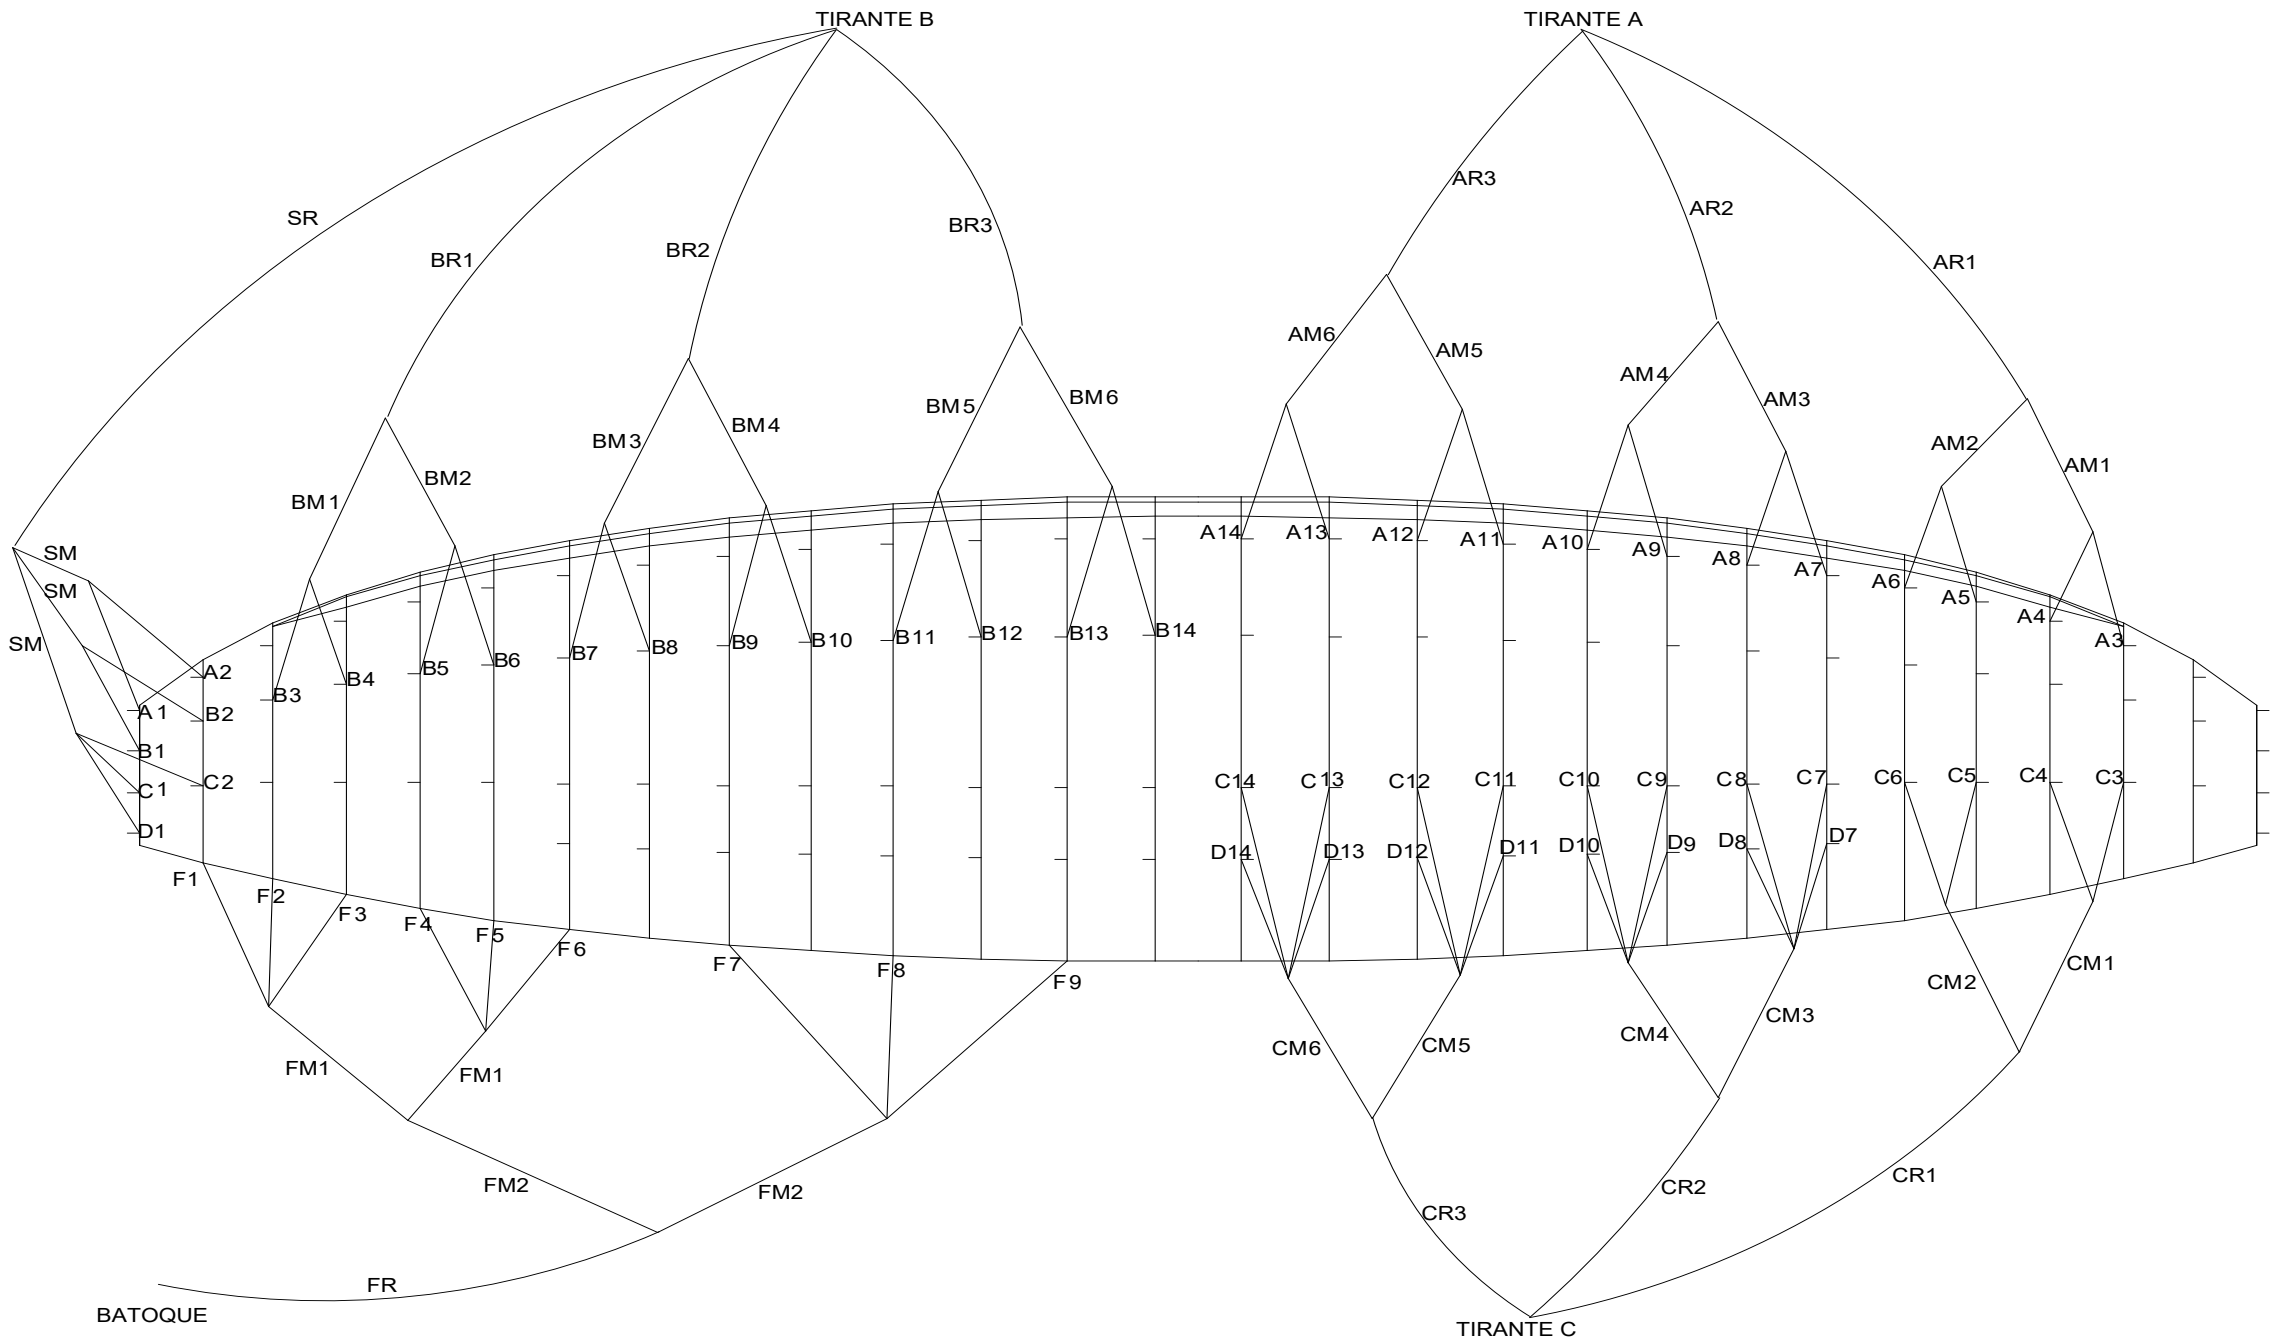 TIRANTE B
TIRANTE A
AR3
AR2
SR
BR3
BR2
BR1
AR1
AM6
AM5
AM4
BM6
AM3
BM5
BM4
BM3
AM2
AM1
BM2
BM1
A14
A13
A12
A11
A10
A9
A8
A7
SM
A6
SM
A5
A4
A3
SM
B14
B13
B12
B11
B10
B9
B8
B7
B6
B5
A2
B4
B3
A1
B2
B1
C2
C1
D1
C14
C13
C12
C11
C10
C9
C8
C7
C6
C5
C4
C3
D14
D13
D12
D11
D10
D9
D8
D7
F1
F2
F3
F4
F5
F6
F7
F8
F9
CM1
CM2
CM3
CM4
CM5
CM6
FM1
FM1
CR1
FM2
FM2
CR2
CR3
FR
BATOQUE
TIRANTE C